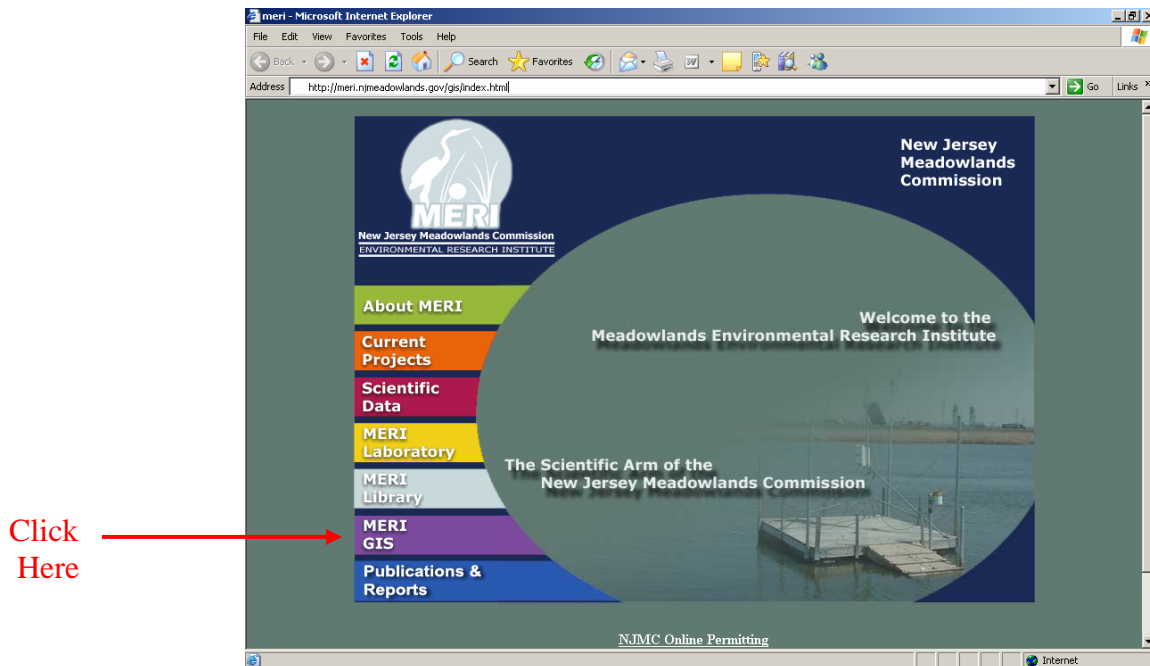 meri - Microsoft Internet Explorer
File Edit View Favorites Tools Help
Back Search Favorites
Address http://meri.njmeadowlands.gov/gis/index.html Go Links »
MERI
New Jersey Meadowlands Commission
ENVIRONMENTAL RESEARCH INSTITUTE
New Jersey
Meadowlands
Commission
About MERI
Current
Projects
Scientific
Data
MERI
Laboratory
MERI
Library
MERI
GIS
Publications &
Reports
Welcome to the
Meadowlands Environmental Research Institute
The Scientific Arm of the
New Jersey Meadowlands Commission
Click
Here
NJMC Online Permitting
Internet